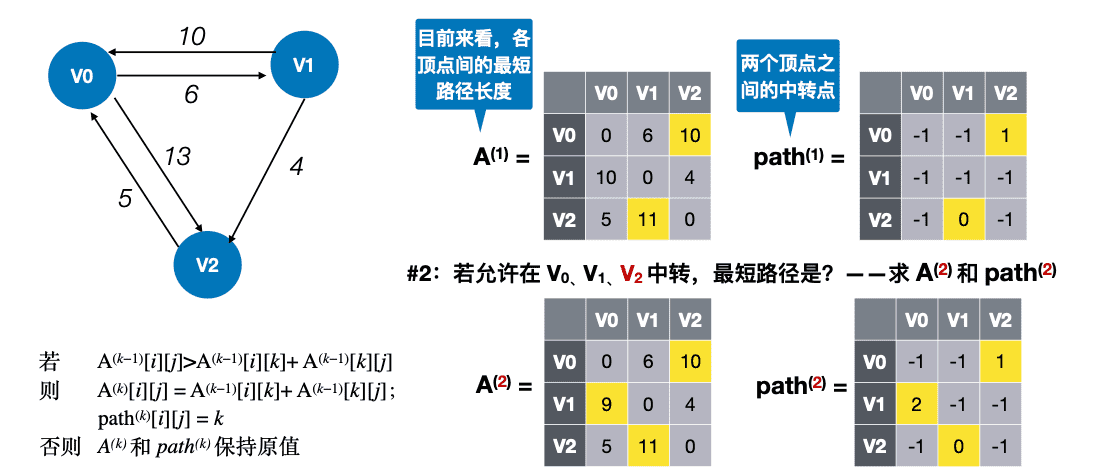 10
V0
V1
6
13
4
5
V2
目前来看，各
顶点间的最短
路径长度
两个顶点之
间的中转点
A(1) =
V0 V1 V2
V0 0 6 10
V1 10 0 4
V2 5 11 0
path(1) =
V0 V1 V2
V0 -1 -1 1
V1 -1 -1 -1
V2 -1 0 -1
#2：若允许在 V0、V1、V2 中转，最短路径是？——求 A(2) 和 path(2)
A(2) =
V0 V1 V2
V0 0 6 10
V1 9 0 4
V2 5 11 0
path(2) =
V0 V1 V2
V0 -1 -1 1
V1 2 -1 -1
V2 -1 0 -1
若 A(k−1)[i][j]>A(k−1)[i][k]+ A(k−1)[k][j]
则 A(k)[i][j] = A(k−1)[i][k]+ A(k−1)[k][j];
path(k)[i][j] = k
否则 A(k) 和 path(k) 保持原值